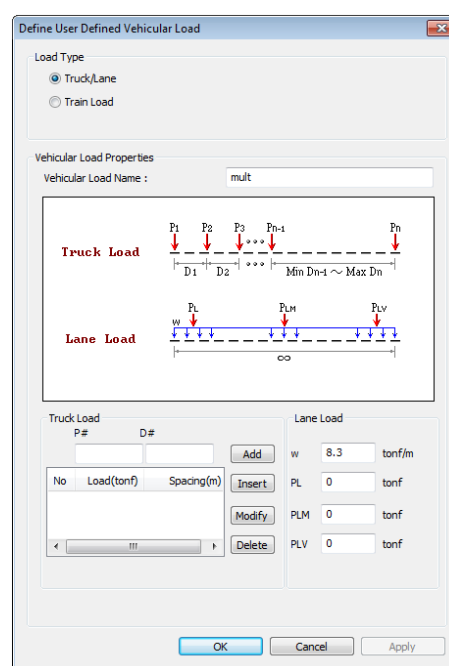 Define User Defined Vehicular Load
Load Type
Truck/Lane
Train Load
Vehicular Load Properties
Vehicular Load Name : mult
P1 P2 P3 Pn-1 Pn
Truck Load
D1 D2 Min Dn-1 ～ Max Dn
PL PLM PLV
w
Lane Load
∞
Truck Load
P# D#
Add
No Load(tonf) Spacing(m)
Insert
Modify
Delete
Lane Load
w 8.3 tonf/m
PL 0 tonf
PLM 0 tonf
PLV 0 tonf
OK Cancel Apply